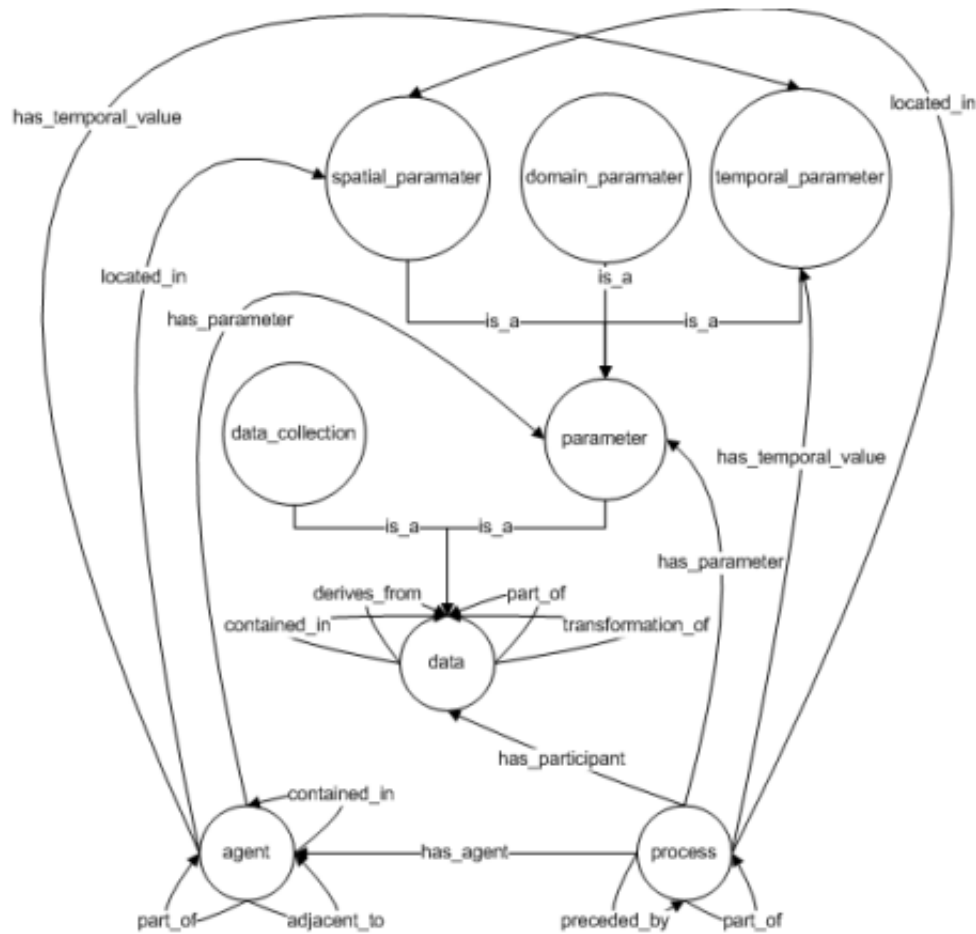 has_temporal_value
located_in
spatial_paramater
domain_paramater
temporal_parameter
located_in
is_a
has_parameter
is_a
is_a
data_collection
parameter
has_temporal_value
is_a
is_a
has_parameter
derives_from
part_of
contained_in
transformation_of
data
has_participant
contained_in
agent
has_agent
process
part_of
adjacent_to
preceded_by
part_of